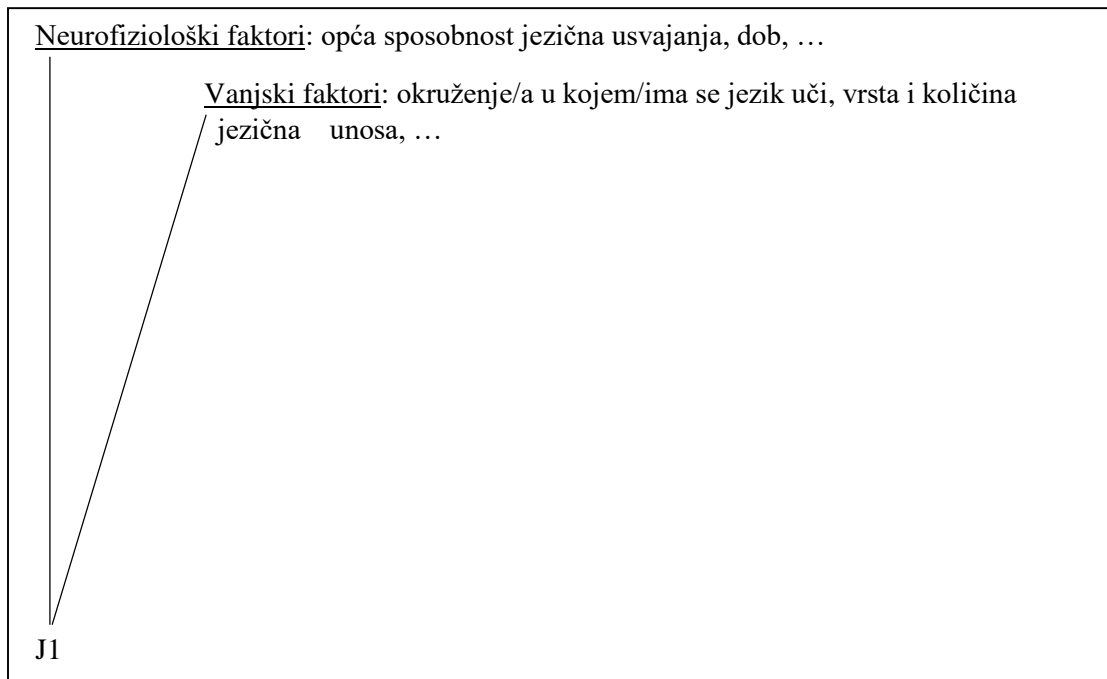 Neurofiziološki faktori: opća sposobnost jezična usvajanja, dob, …
Vanjski faktori: okruženje/a u kojem/ima se jezik uči, vrsta i količina
jezična unosa, …
J1